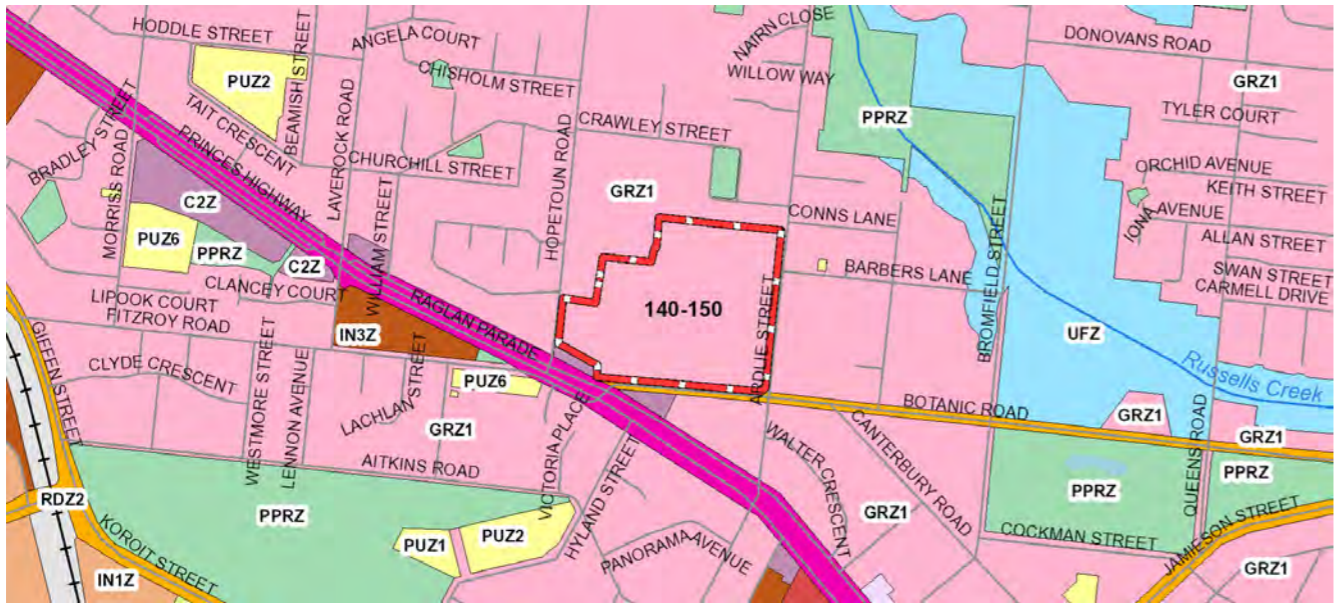 HODDLE STREET
ANGELA COURT
NAIRN CLOSE
DONOVANS ROAD
PUZ2
BEAMISH STREET
CHISHOLM STREET
WILLOW WAY
GRZ1
TAIT CRESCENT
LAVEROCK ROAD
CRAWLEY STREET
PPRZ
TYLER COURT
BRADLEY STREET
MORRISS ROAD
PRINCES HIGHWAY
CHURCHILL STREET
HOPETOUN ROAD
ORCHID AVENUE
KEITH STREET
C2Z
WILLIAM STREET
GRZ1
CONNS LANE
IONA AVENUE
ALLAN STREET
PUZ6
PPRZ
C2Z
BARBERS LANE
BROMFIELD STREET
SWAN STREET
CARMELL DRIVE
CLANCEY COURT
RAGLAN PARADE
140-150
ARDLIE STREET
LIPOOK COURT
FITZROY ROAD
IN3Z
UFZ
Russells Creek
GIFFEN STREET
CLYDE CRESCENT
WESTMORE STREET
LENNON AVENUE
LACHLAN STREET
PUZ6
VICTORIA PLACE
BOTANIC ROAD
GRZ1
GRZ1
GRZ1
AITKINS ROAD
HYLAND STREET
WALTER CRESCENT
CANTERBURY ROAD
QUEENS ROAD
PPRZ
PPRZ
RDZ2
PPRZ
KOROIT STREET
PUZ1
PUZ2
PANORAMA AVENUE
GRZ1
COCKMAN STREET
JAMIESON STREET
IN1Z
GRZ1